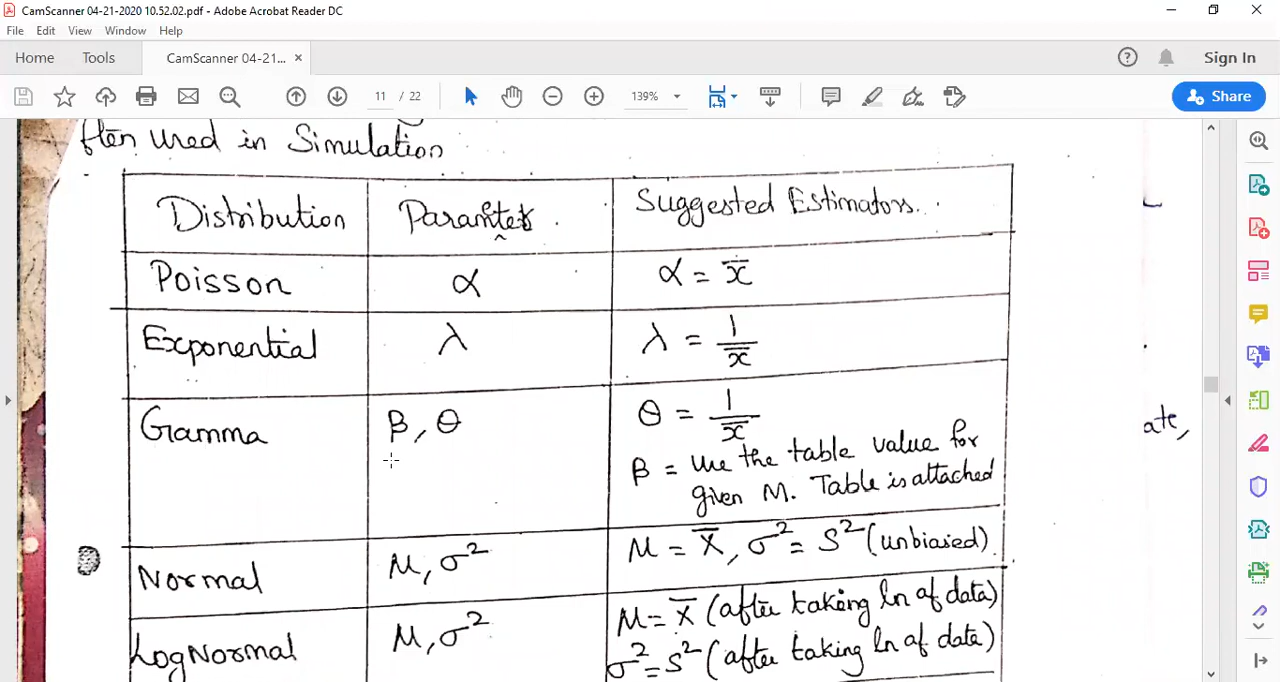 CamScanner 04-21-2020 10.52.02.pdf - Adobe Acrobat Reader DC
File Edit View Window Help
Home Tools CamScanner 04-21... × Sign In
11 / 22 139% Share
ften used in Simulation
Distribution Parameter Suggested Estimators.
Poisson α α = x̅
Exponential λ λ = 1/x̅
Gamma β, θ θ = 1/x̅
β = use the table value for
given M. Table is attached
ate,
Normal μ, σ² μ = X̅, σ² = S² (unbiased)
LogNormal μ, σ² μ = X̅ (after taking ln of data)
σ² = S² (after taking ln of data)